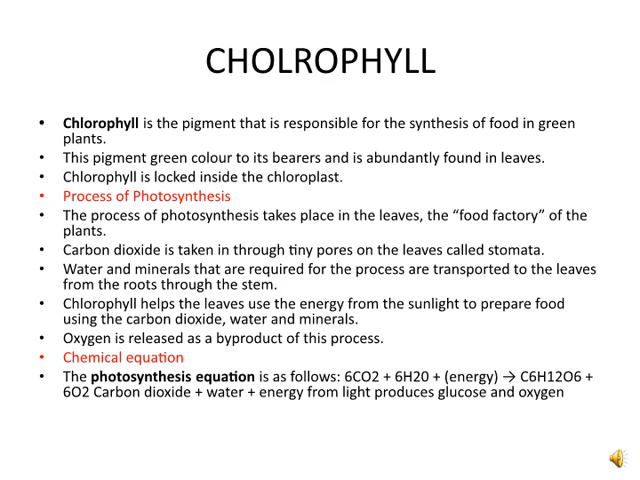 CHOLROPHYLL
• Chlorophyll is the pigment that is responsible for the synthesis of food in green
plants.
• This pigment green colour to its bearers and is abundantly found in leaves.
• Chlorophyll is locked inside the chloroplast.
• Process of Photosynthesis
• The process of photosynthesis takes place in the leaves, the “food factory” of the
plants.
• Carbon dioxide is taken in through tiny pores on the leaves called stomata.
• Water and minerals that are required for the process are transported to the leaves
from the roots through the stem.
• Chlorophyll helps the leaves use the energy from the sunlight to prepare food
using the carbon dioxide, water and minerals.
• Oxygen is released as a byproduct of this process.
• Chemical equation
• The photosynthesis equation is as follows: 6CO2 + 6H20 + (energy) → C6H12O6 +
6O2 Carbon dioxide + water + energy from light produces glucose and oxygen